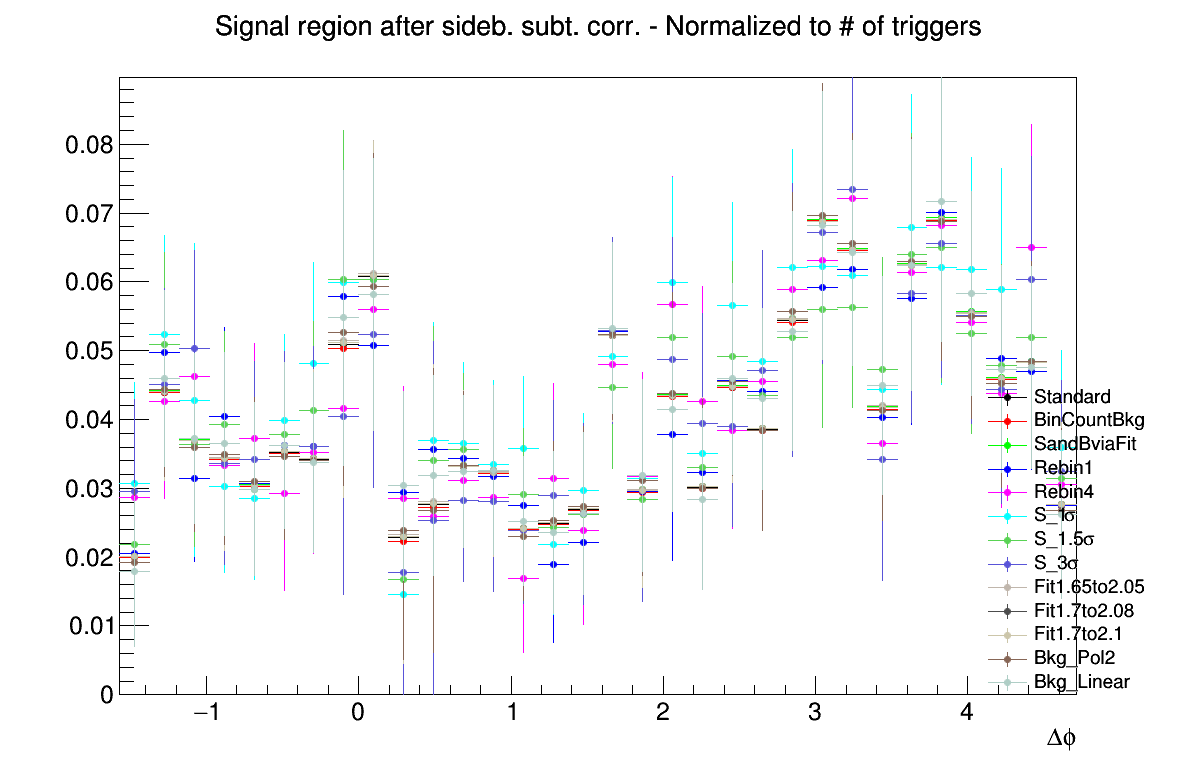 Signal region after sideb. subt. corr. - Normalized to # of triggers
0.08
0.07
0.06
0.05
0.04
0.03
0.02
0.01
0
−1
0
1
2
3
4
Δϕ
Standard
BinCountBkg
SandBviaFit
Rebin1
Rebin4
S_1σ
S_1.5σ
S_3σ
Fit1.65to2.05
Fit1.7to2.08
Fit1.7to2.1
Bkg_Pol2
Bkg_Linear